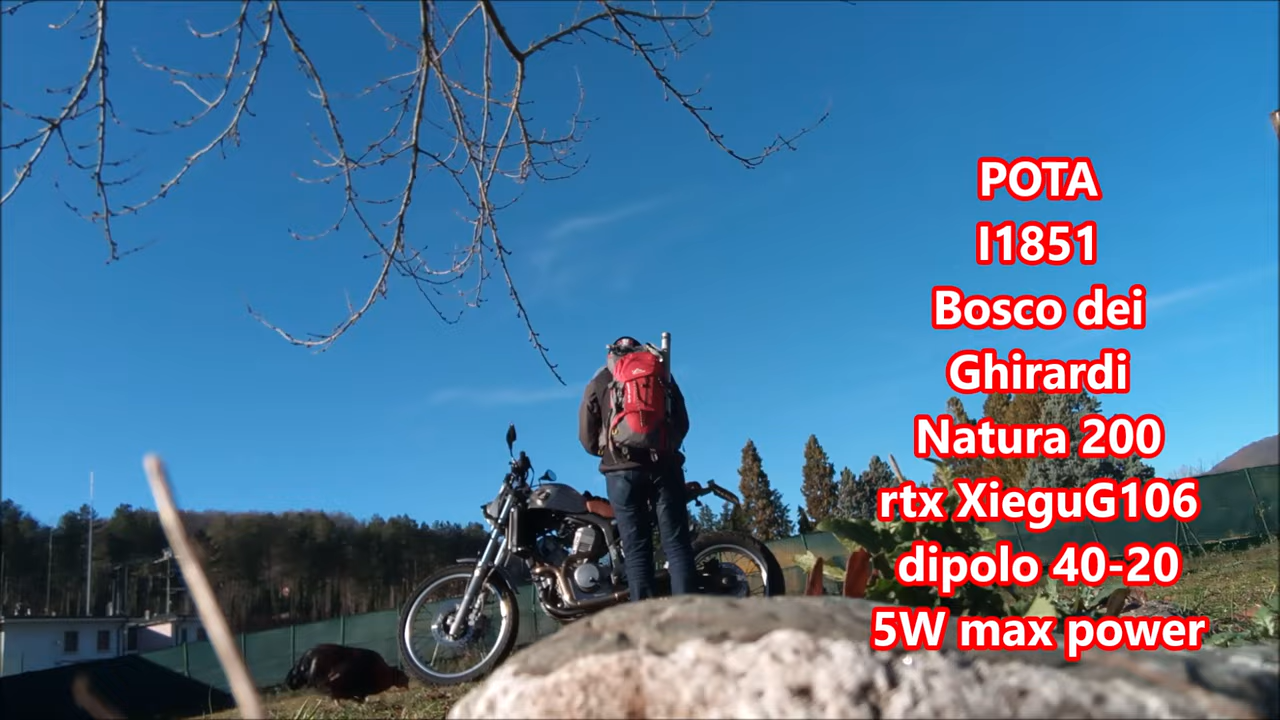 POTA
I1851
Bosco dei
Ghirardi
Natura 200
rtx XieguG106
dipolo 40-20
5W max power